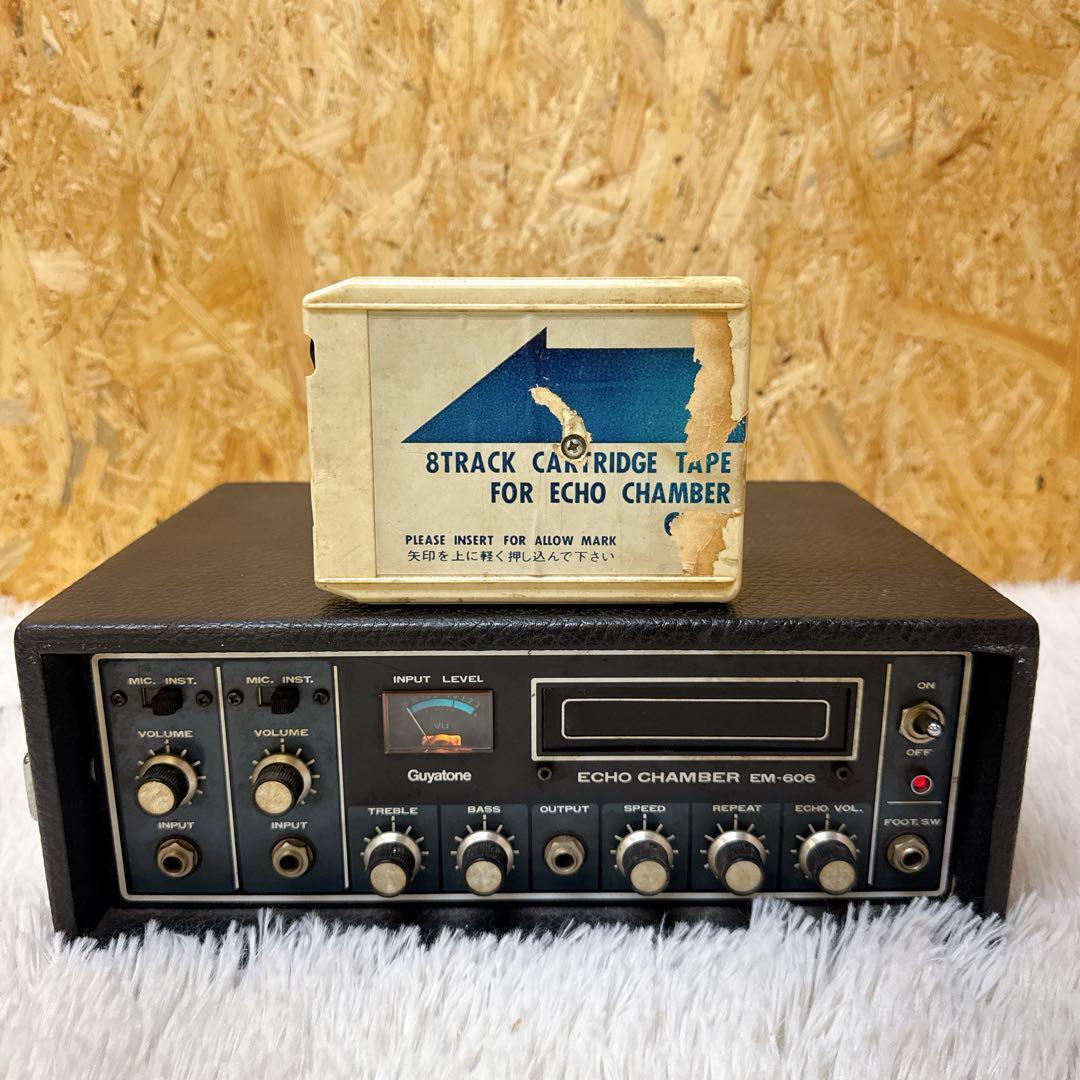 8TRACK CARTRIDGE TAPE
FOR ECHO CHAMBER
PLEASE INSERT FOR ALLOW MARK
矢印を上に軽く押し込んで下さい
MIC. INST.
VOLUME
INPUT
MIC. INST.
VOLUME
INPUT
INPUT LEVEL
VU
Guyatone
ECHO CHAMBER EM-606
TREBLE
BASS
OUTPUT
SPEED
REPEAT
ECHO VOL.
ON
OFF
FOOT. SW